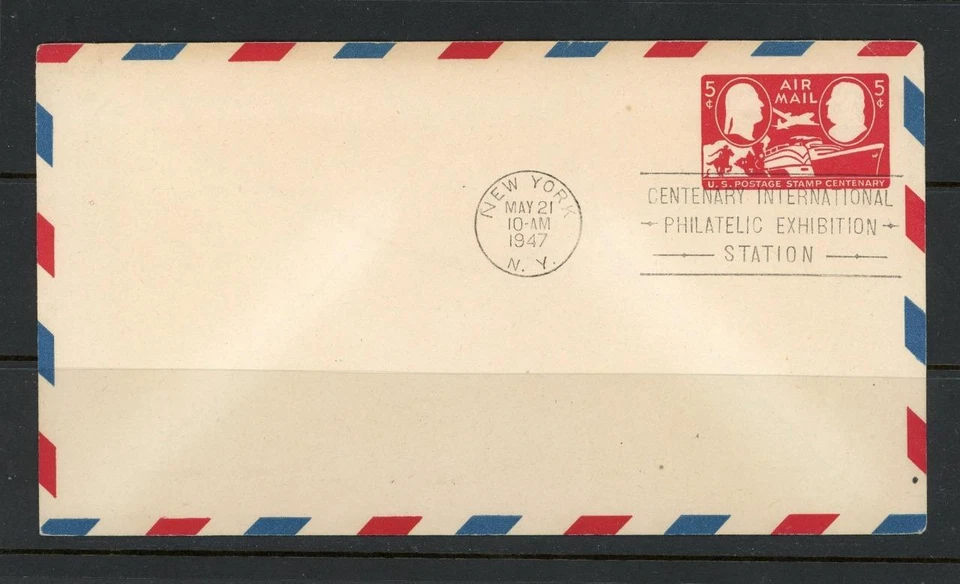 5¢ AIR MAIL 5¢
U.S. POSTAGE STAMP CENTENARY
NEW YORK
MAY 21
10-AM
1947
N. Y.
CENTENARY INTERNATIONAL
PHILATELIC EXHIBITION
STATION